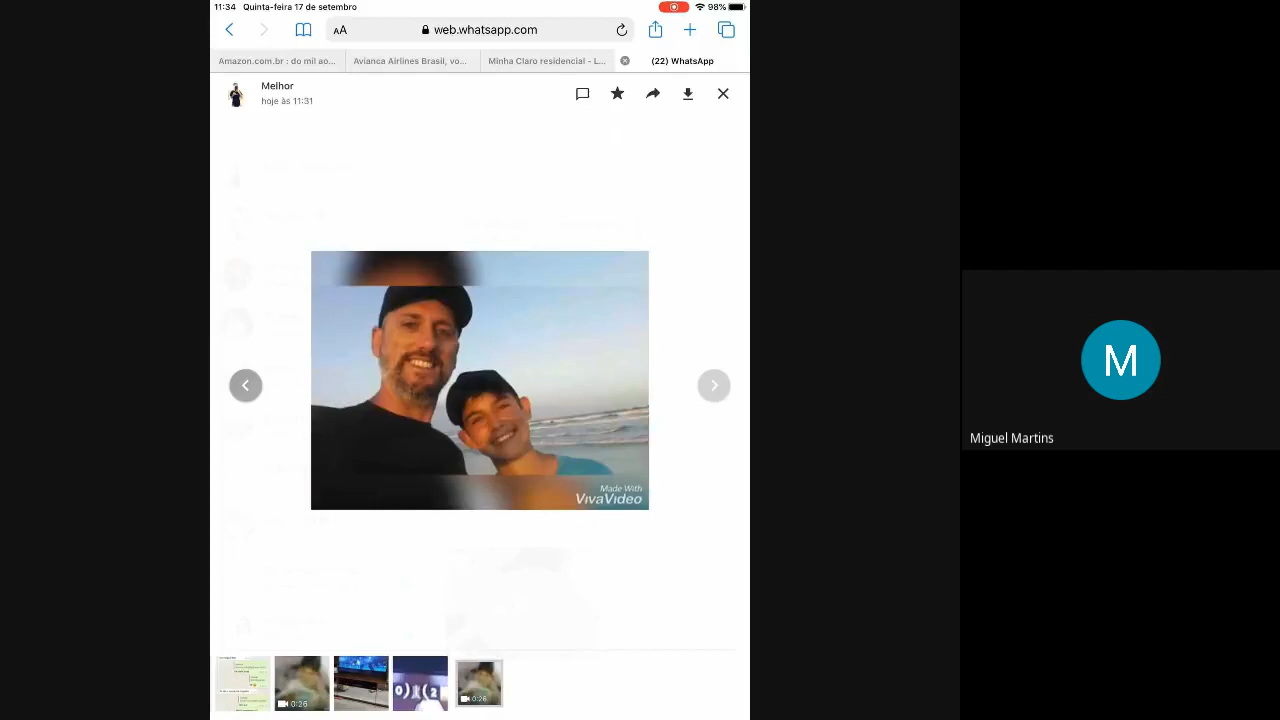 11:34 Quinta-feira 17 de setembro
98%
AA web.whatsapp.com
Amazon.com.br : do mil ao...
Avianca Airlines Brasil, vo...
Minha Claro residencial - L...
(22) WhatsApp
Melhor
hoje às 11:31
Made With
VivaVideo
M
Miguel Martins
0:26
0:26